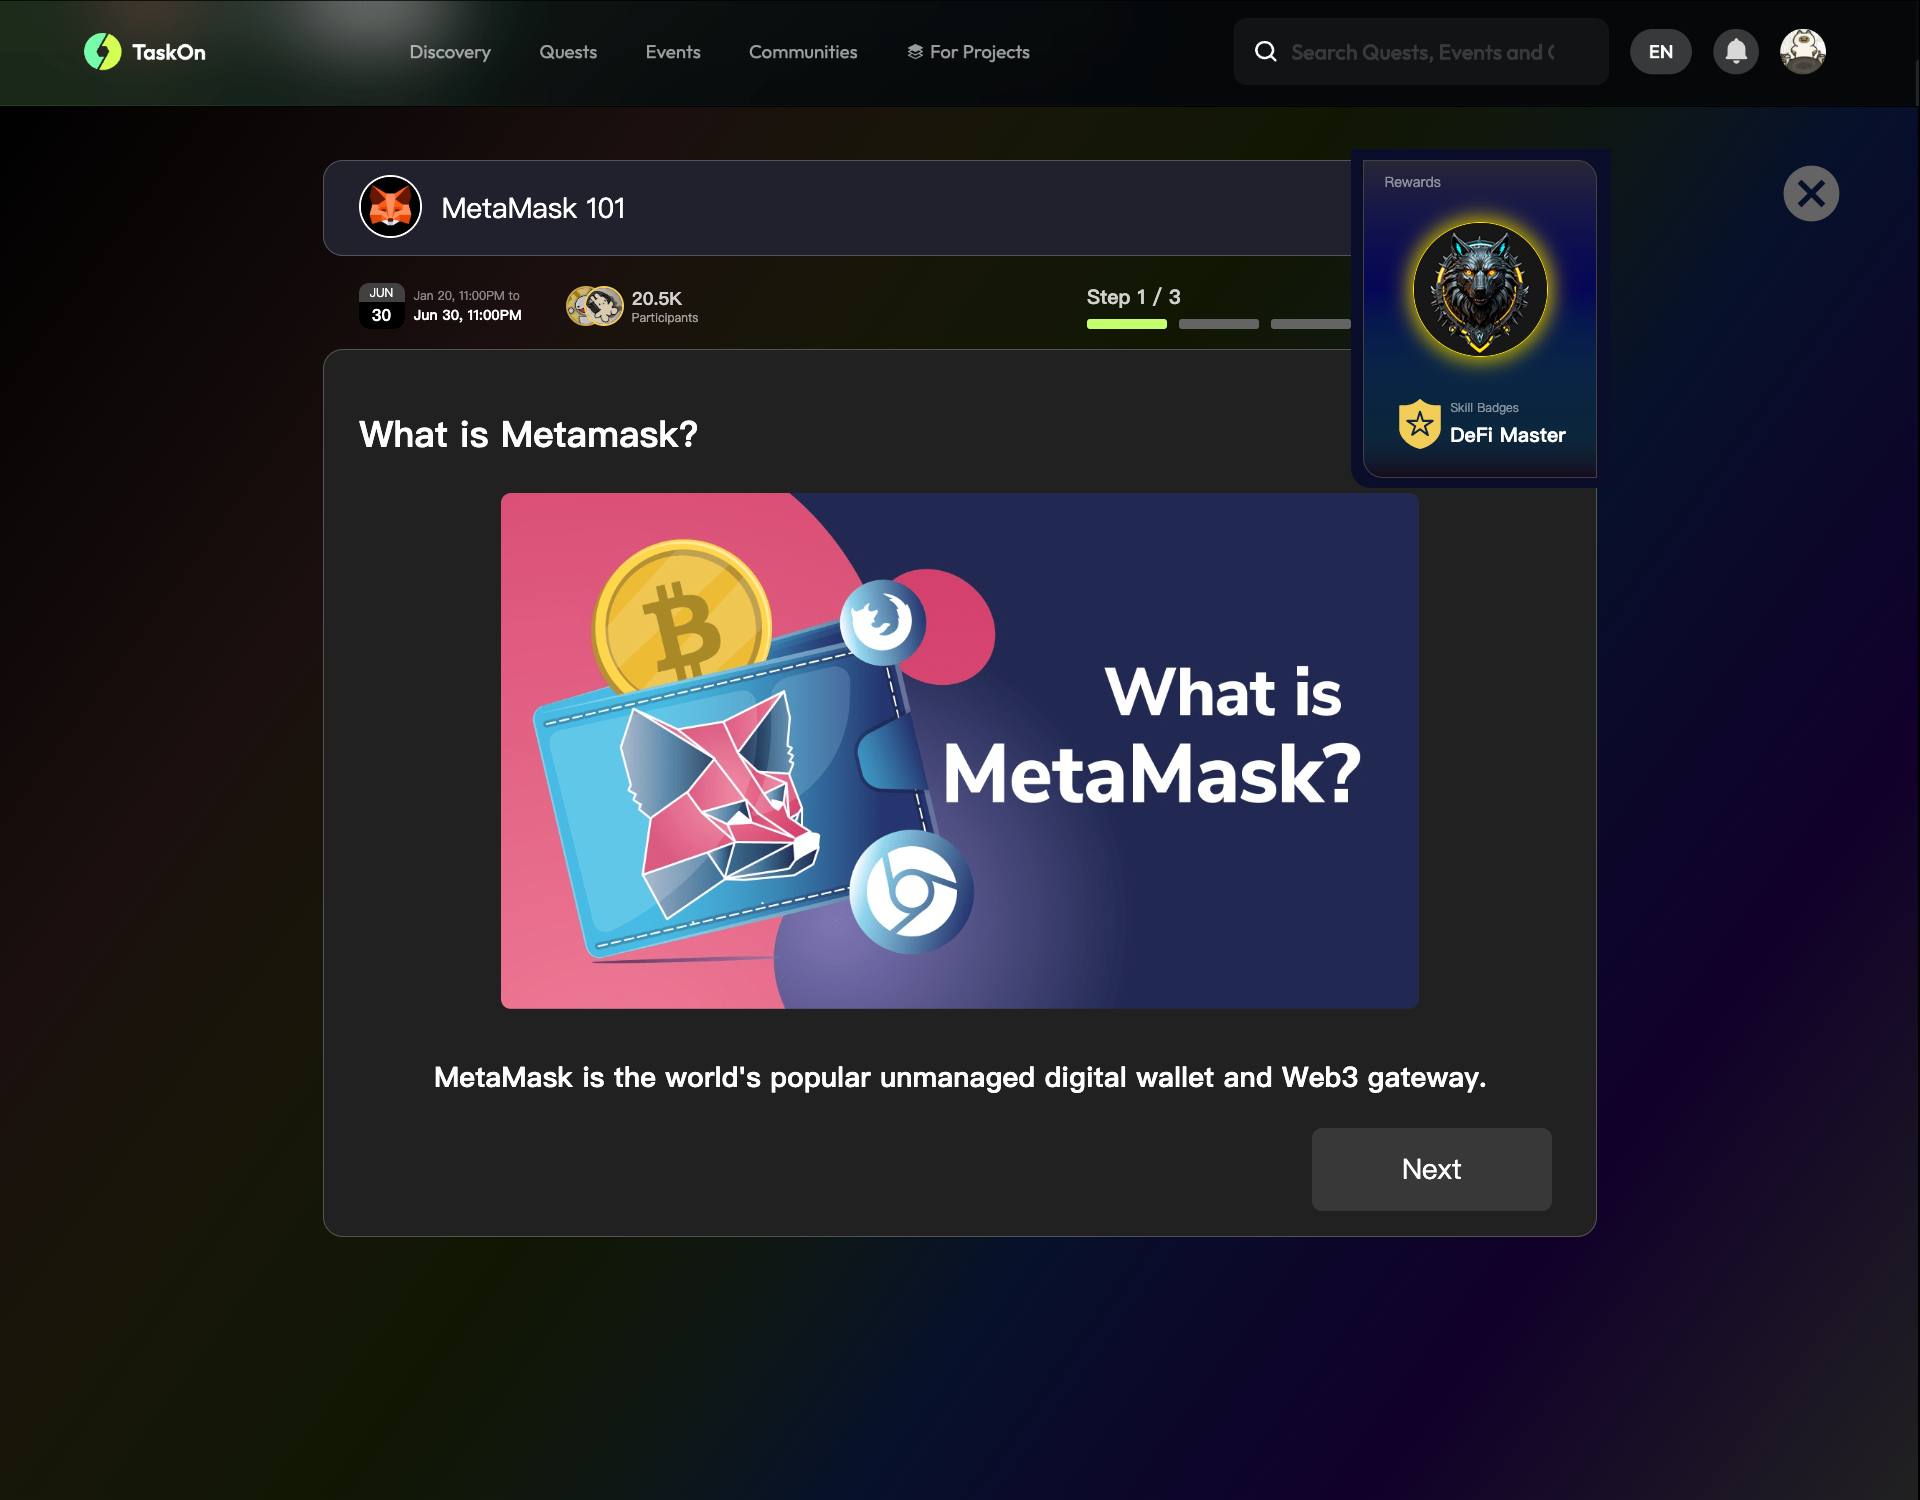 TaskOn
Discovery
Quests
Events
Communities
For Projects
Search Quests, Events and
EN
MetaMask 101
Rewards
JUN
30
Jan 20, 11:00PM to
Jun 30, 11:00PM
20.5K
Participants
Step 1 / 3
Skill Badges
DeFi Master
What is Metamask?
What is
MetaMask?
MetaMask is the world's popular unmanaged digital wallet and Web3 gateway.
Next